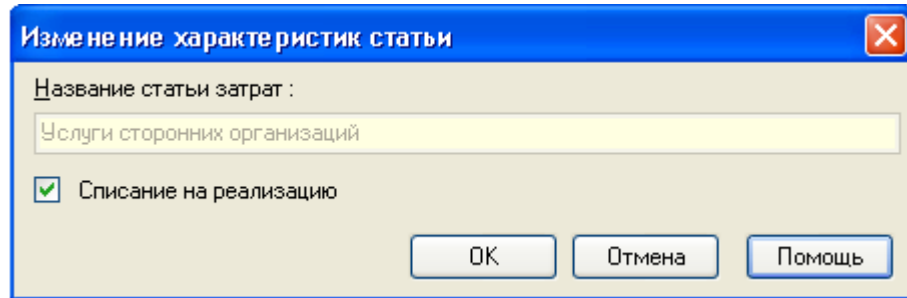 Изменение характеристик статьи
Название статьи затрат :
Услуги сторонних организаций
Списание на реализацию
OK Отмена Помощь